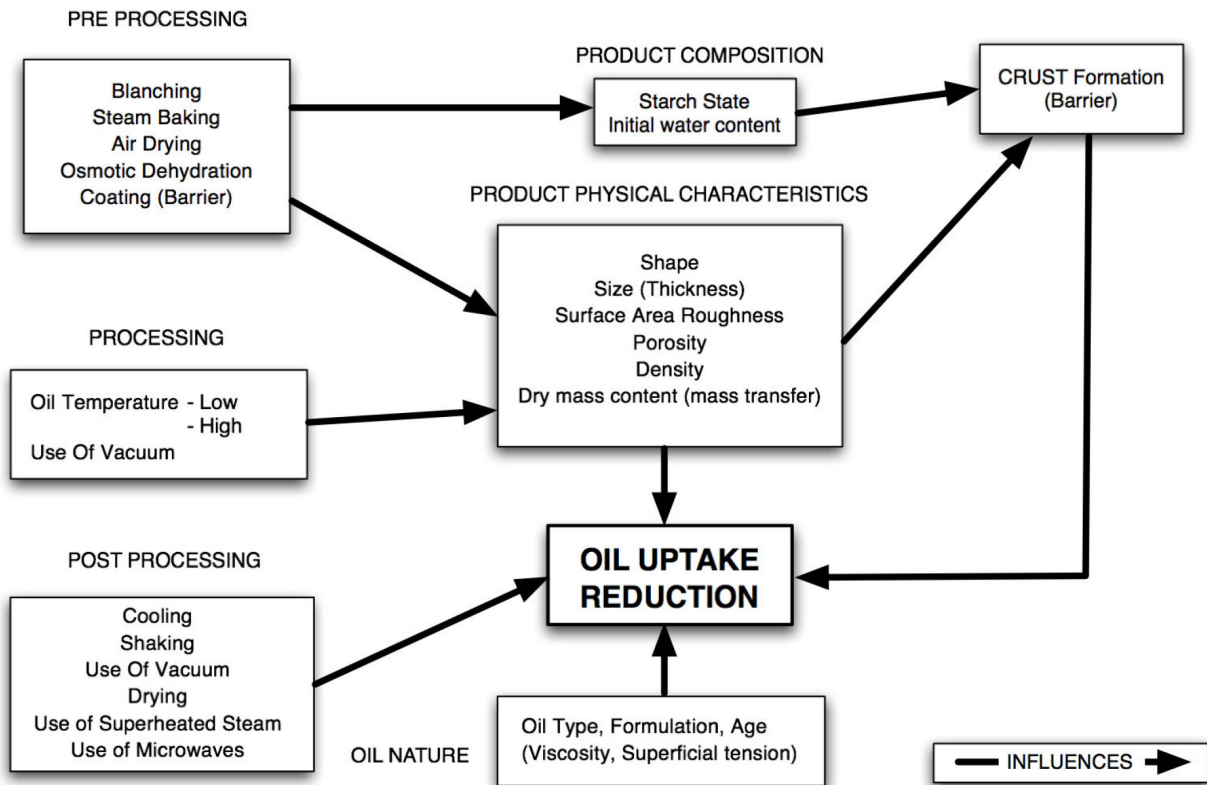 PRE PROCESSING
Blanching
Steam Baking
Air Drying
Osmotic Dehydration
Coating (Barrier)
PRODUCT COMPOSITION
Starch State
Initial water content
CRUST Formation
(Barrier)
PRODUCT PHYSICAL CHARACTERISTICS
Shape
Size (Thickness)
Surface Area Roughness
Porosity
Density
Dry mass content (mass transfer)
PROCESSING
Oil Temperature - Low
- High
Use Of Vacuum
OIL UPTAKE
REDUCTION
POST PROCESSING
Cooling
Shaking
Use Of Vacuum
Drying
Use of Superheated Steam
Use of Microwaves
OIL NATURE
Oil Type, Formulation, Age
(Viscosity, Superficial tension)
INFLUENCES